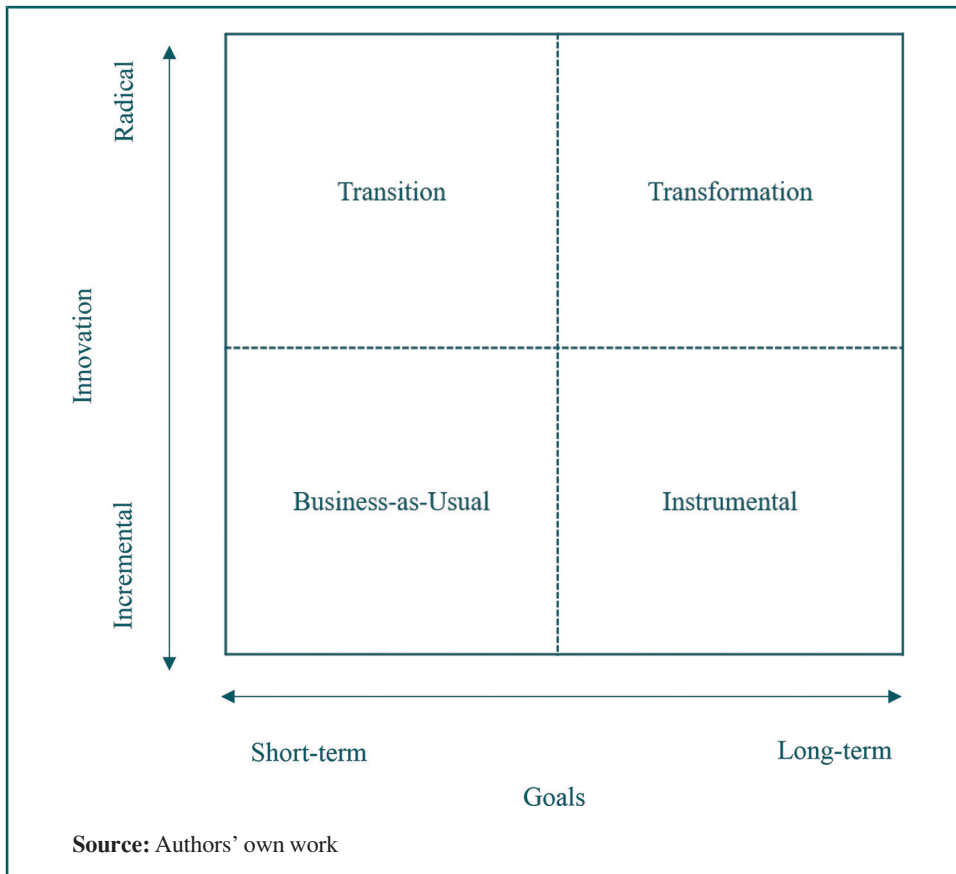 Radical
Transition
Transformation
Innovation
Business-as-Usual
Instrumental
Incremental
Short-term
Long-term
Goals
Source: Authors’ own work